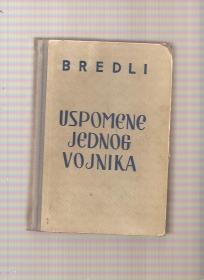 BREDLI
USPOMENE
JEDNOG
VOJNIKA